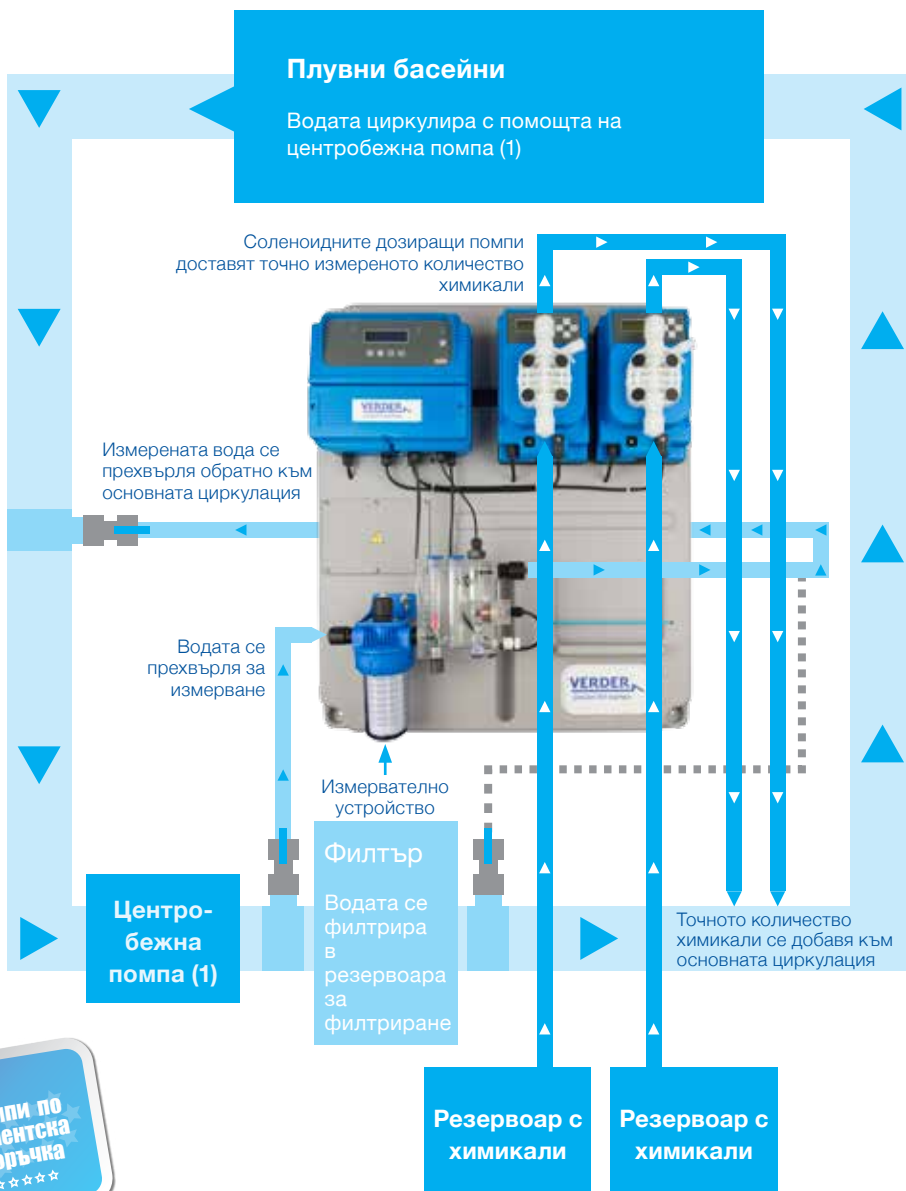 Плувни басейни
Водата циркулира с помощта на
центробежна помпа (1)
Соленоидните дозиращи помпи
доставят точно измереното количество
химикали
VERDER
Измерената вода се
прехвърля обратно към
основната циркулация
Водата се
прехвърля за
измерване
VERDER
Измервателно
устройство
Филтър
Водата се
филтрира
в
резервоара
за
филтриране
Центро-
бежна
помпа (1)
Точното количество
химикали се добавя към
основната циркулация
по
Резервоар с
химикали
Резервоар с
химикали